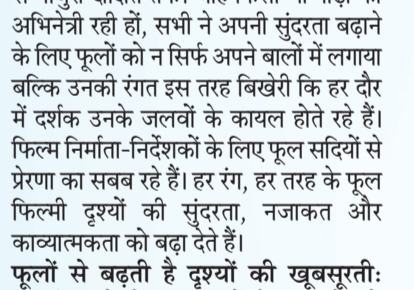 अभिनेत्री रही हों, सभी ने अपनी सुंदरता बढ़ाने
के लिए फूलों को न सिर्फ अपने बालों में लगाया
बल्कि उनकी रंगत इस तरह बिखेरी कि हर दौर
में दर्शक उनके जलवों के कायल होते रहे हैं।
फिल्म निर्माता-निर्देशकों के लिए फूल सदियों से
प्रेरणा का सबब रहे हैं। हर रंग, हर तरह के फूल
फिल्मी दृश्यों की सुंदरता, नजाकत और
काव्यात्मकता को बढ़ा देते हैं।
फूलों से बढ़ती है दृश्यों की खूबसूरती: